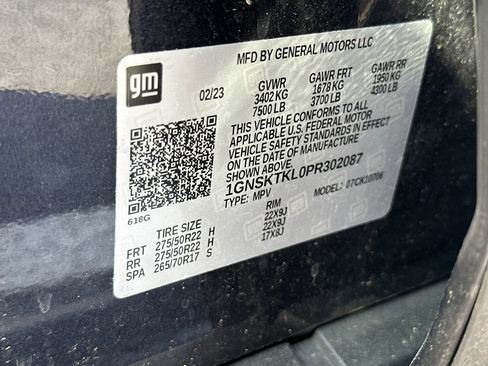 MFD BY GENERAL MOTORS LLC
gm
02/23 GVWR GAWR FRT GAWR RR
3402 KG 1678 KG 1950 KG
7500 LB 3700 LB 4300 LB
THIS VEHICLE CONFORMS TO ALL
APPLICABLE U.S. FEDERAL MOTOR
VEHICLE SAFETY AND THEFT
PREVENTION STANDARDS IN EFFECT ON
THE DATE OF MANUFACTURE SHOWN ABOVE.
1GNSKTKL0PR302087
TYPE: MPV MODEL: 07CK10706
618G
TIRE SIZE RIM
FRT 275/50R22 H 22X9J
RR 275/50R22 H 22X9J
SPA 265/70R17 S 17X8J